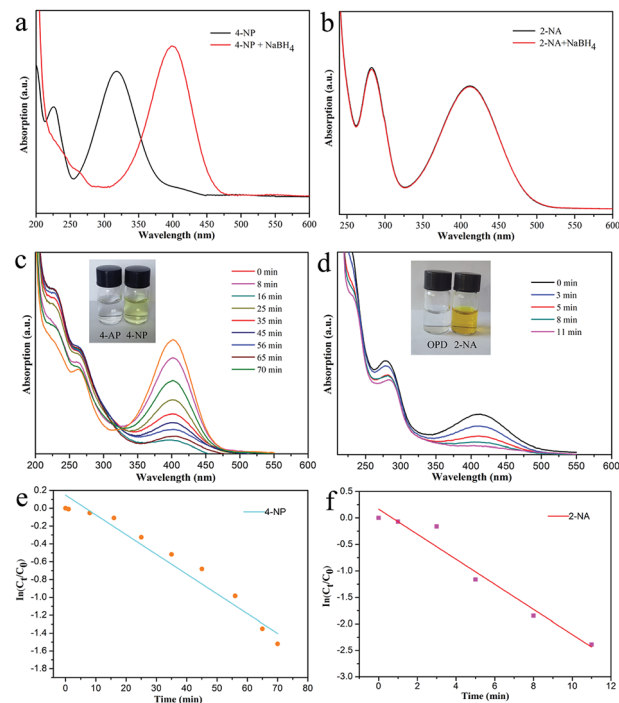 a
4-NP
4-NP + NaBH4
Absorption (a.u.)
200 250 300 350 400 450 500 550 600
Wavelength (nm)
b
2-NA
2-NA+NaBH4
Absorption (a.u.)
300 400 500 600
Wavelength (nm)
c
0 min
8 min
16 min
25 min
35 min
45 min
56 min
65 min
70 min
4-AP 4-NP
Absorption (a.u.)
200 250 300 350 400 450 500 550 600
Wavelength (nm)
d
0 min
3 min
5 min
8 min
11 min
OPD 2-NA
Absorption (a.u.)
250 300 350 400 450 500 550 600
Wavelength (nm)
e
4-NP
ln(Ct/C0)
0.2
0.0
-0.2
-0.4
-0.6
-0.8
-1.0
-1.2
-1.4
-1.6
-1.8
0 10 20 30 40 50 60 70 80
Time (min)
f
2-NA
ln(Ct/C0)
0.5
0.0
-0.5
-1.0
-1.5
-2.0
-2.5
-3.0
0 2 4 6 8 10 12
Time (min)